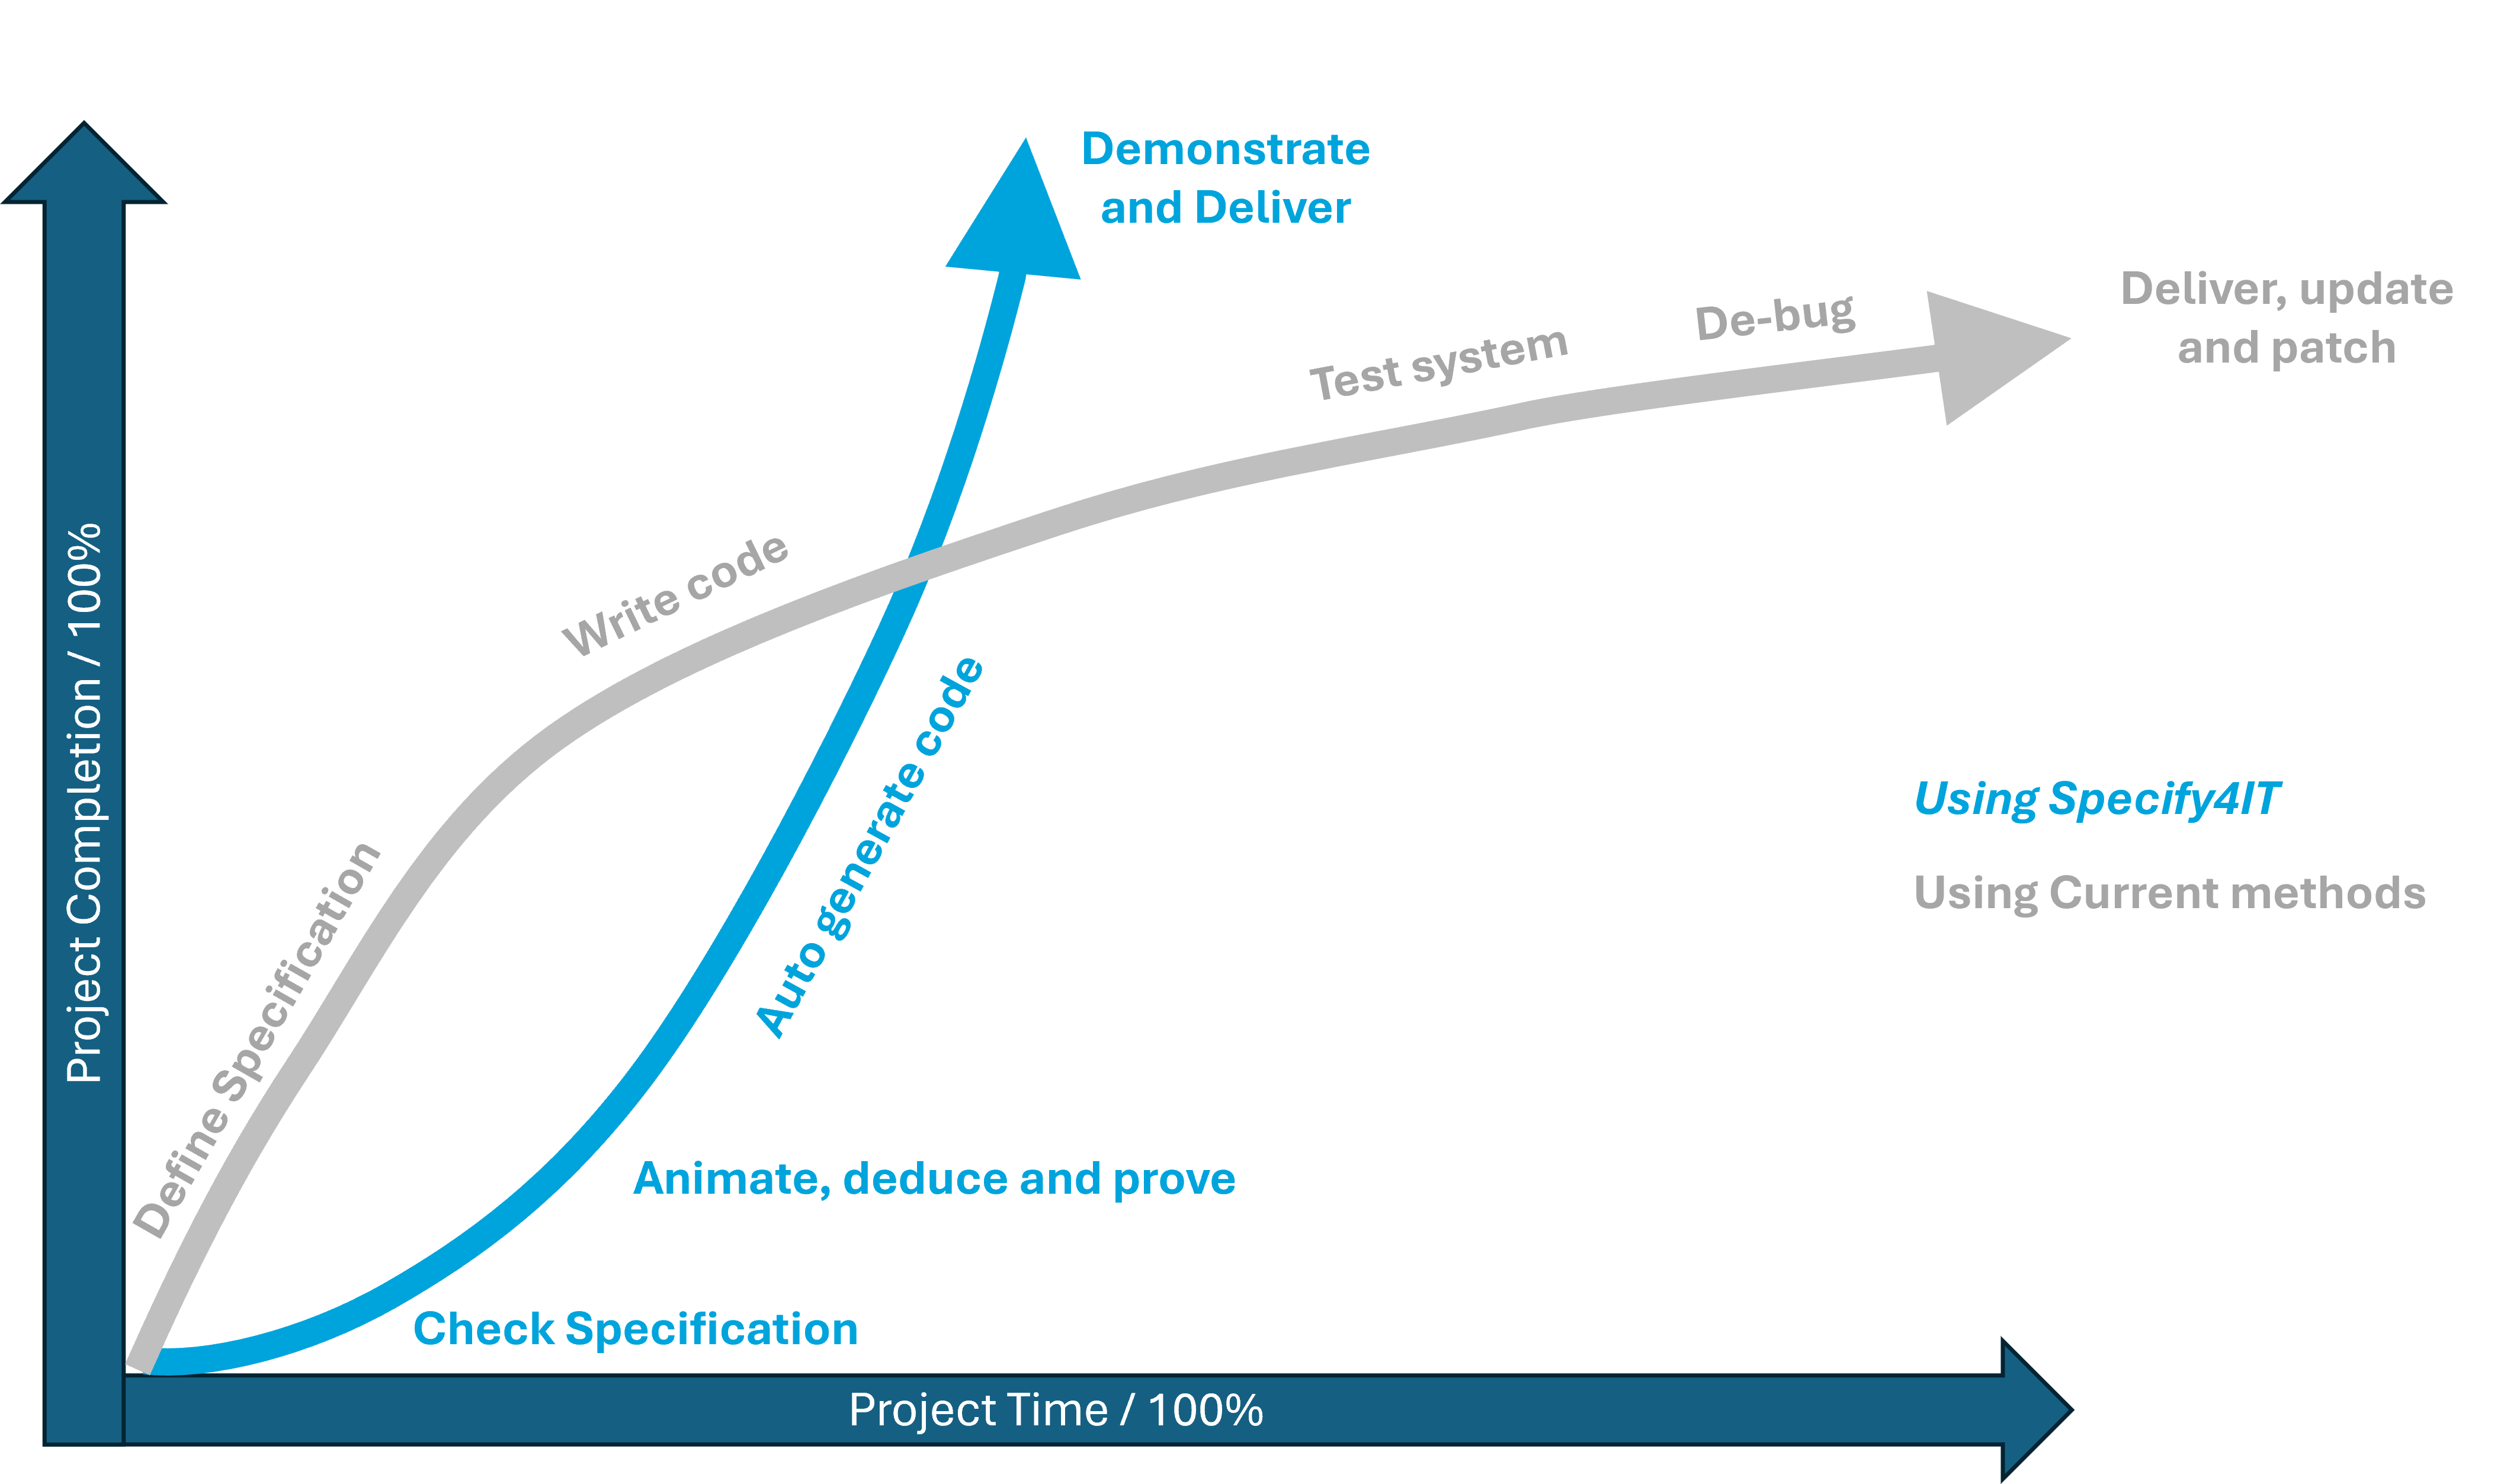 Demonstrate
and Deliver
Deliver, update
and patch
De-bug
Test system
Write code
Auto generate code
Using Specify4IT
Using Current methods
Project Completion / 100%
Define Specification
Animate, deduce and prove
Check Specification
Project Time / 100%